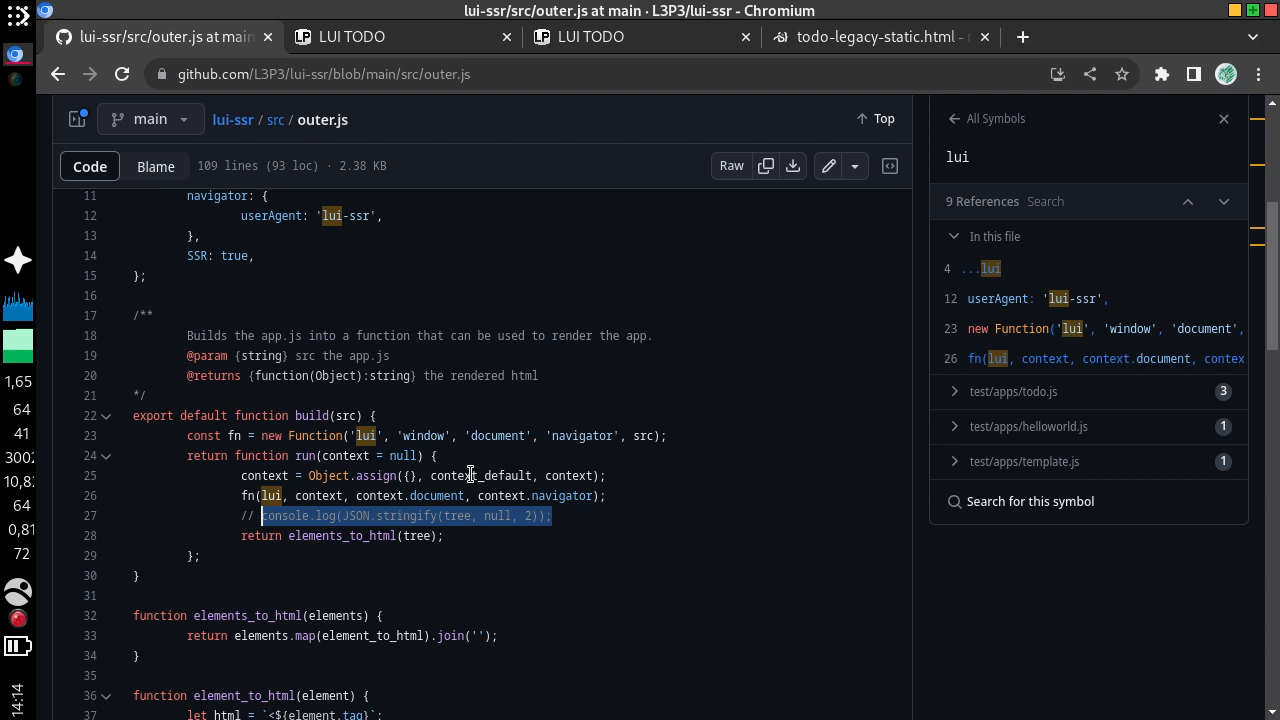 lui-ssr/src/outer.js at main · L3P3/lui-ssr - Chromium
lui-ssr/src/outer.js at main
LUI TODO
LUI TODO
todo-legacy-static.html -
github.com/L3P3/lui-ssr/blob/main/src/outer.js
main
lui-ssr / src / outer.js
Top
Code
Blame
109 lines (93 loc) · 2.38 KB
Raw
11 navigator: {
12 userAgent: 'lui-ssr',
13 },
14 SSR: true,
15 };
16
17 /**
18 Builds the app.js into a function that can be used to render the app.
19 @param {string} src the app.js
20 @returns {function(Object):string} the rendered html
21 */
22 export default function build(src) {
23 const fn = new Function('lui', 'window', 'document', 'navigator', src);
24 return function run(context = null) {
25 context = Object.assign({}, context_default, context);
26 fn(lui, context, context.document, context.navigator);
27 // console.log(JSON.stringify(tree, null, 2));
28 return elements_to_html(tree);
29 };
30 }
31
32 function elements_to_html(elements) {
33 return elements.map(element_to_html).join('');
34 }
35
36 function element_to_html(element) {
37 let html = `<${element.tag}`;
All Symbols
lui
9 References Search
In this file
4 ...lui
12 userAgent: 'lui-ssr',
23 new Function('lui', 'window', 'document',
26 fn(lui, context, context.document, contex
test/apps/todo.js 3
test/apps/helloworld.js 1
test/apps/template.js 1
Search for this symbol
1,65
64
41
3002
10,8
64
0,81
72
14:14